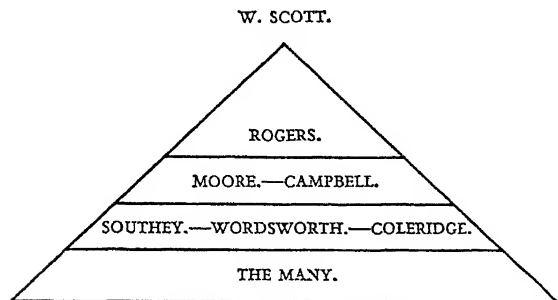 W. SCOTT.
ROGERS.
MOORE.—CAMPBELL.
SOUTHEY.—WORDSWORTH.—COLERIDGE.
THE MANY.